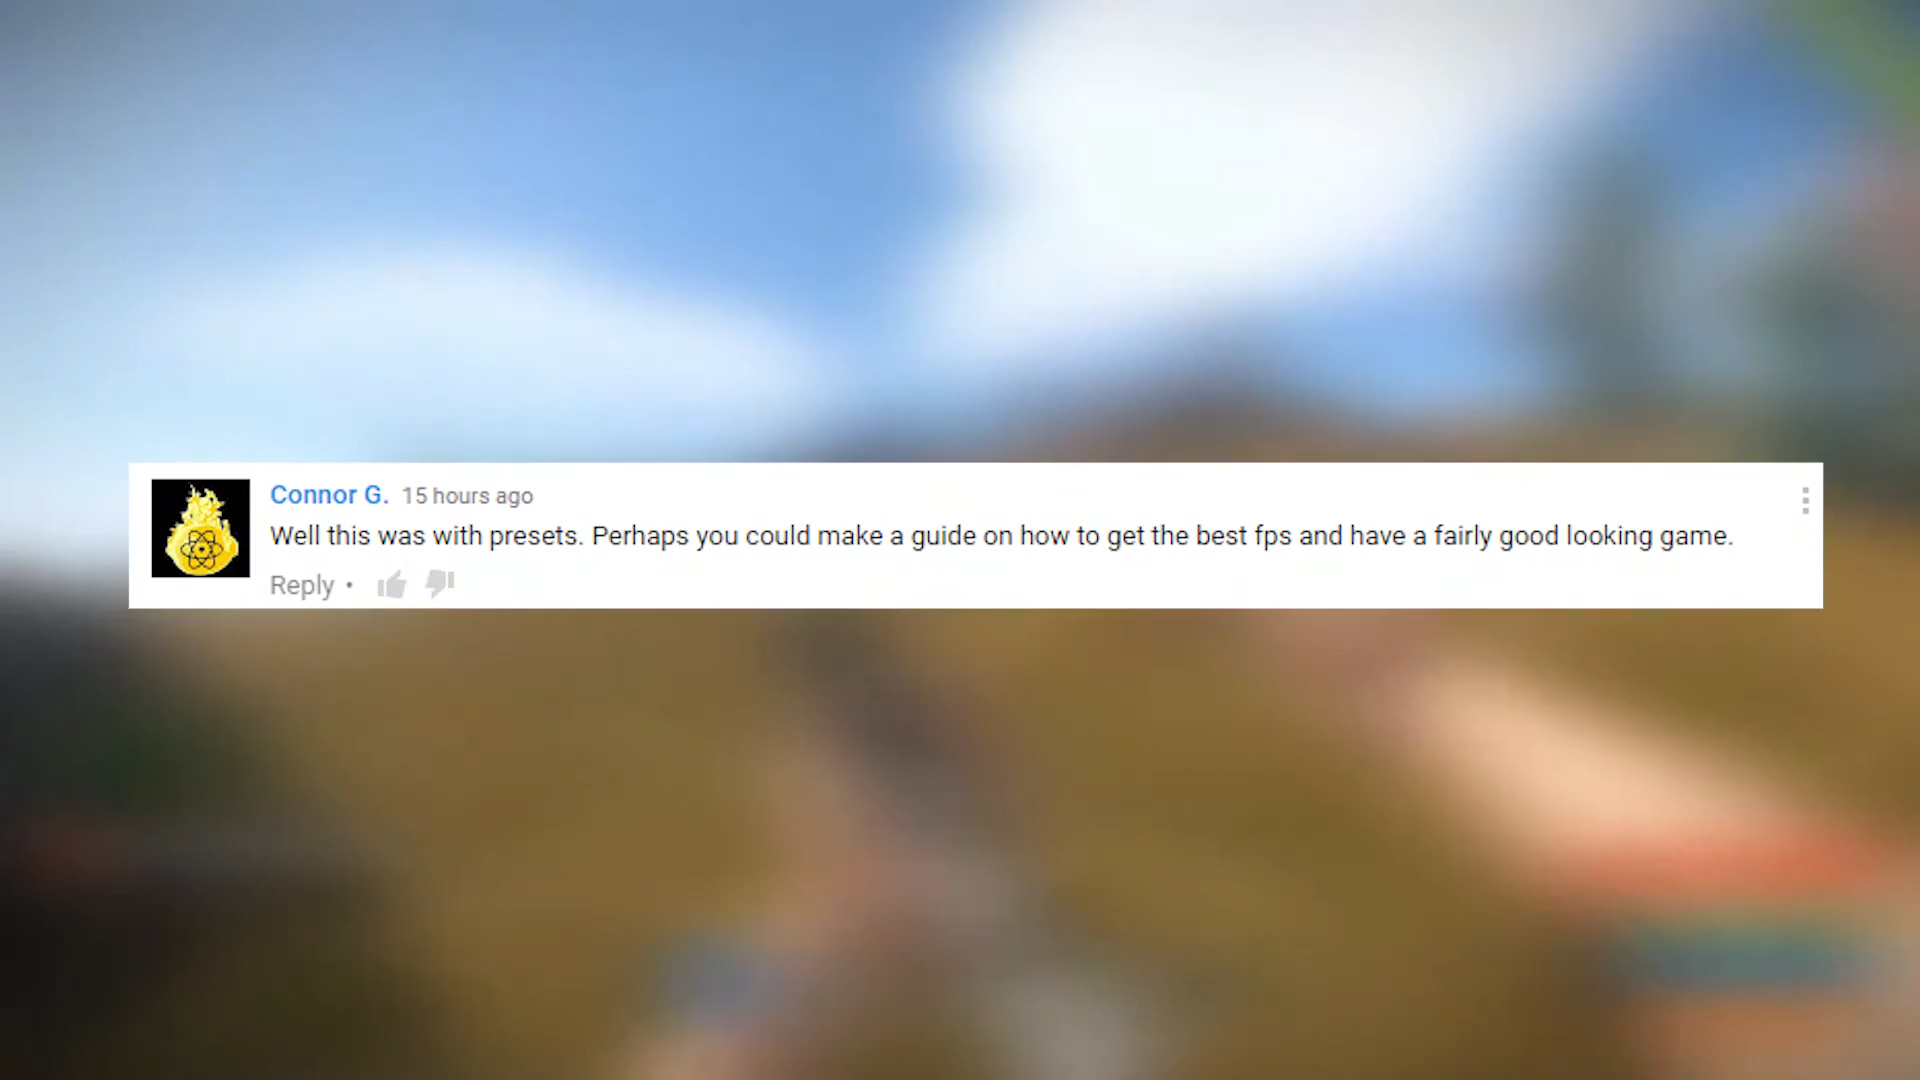 Connor G. 15 hours ago
Well this was with presets. Perhaps you could make a guide on how to get the best fps and have a fairly good looking game.
Reply •